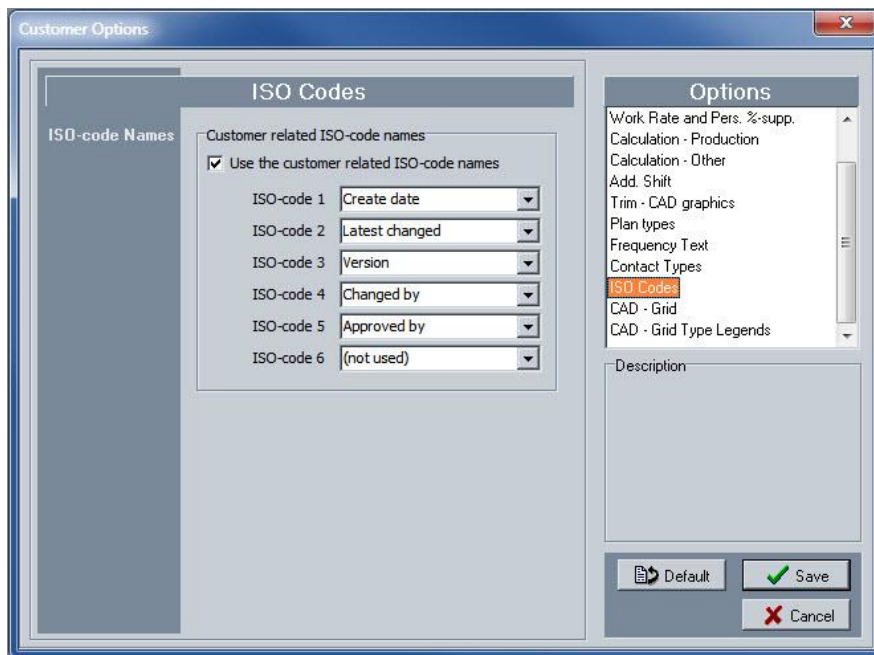 Customer Options
ISO Codes
ISO-code Names
Customer related ISO-code names
Use the customer related ISO-code names
ISO-code 1 Create date
ISO-code 2 Latest changed
ISO-code 3 Version
ISO-code 4 Changed by
ISO-code 5 Approved by
ISO-code 6 (not used)
Options
Work Rate and Pers. %-supp.
Calculation - Production
Calculation - Other
Add. Shift
Trim - CAD graphics
Plan types
Frequency Text
Contact Types
ISO Codes
CAD - Grid
CAD - Grid Type Legends
Description
Default
Save
Cancel